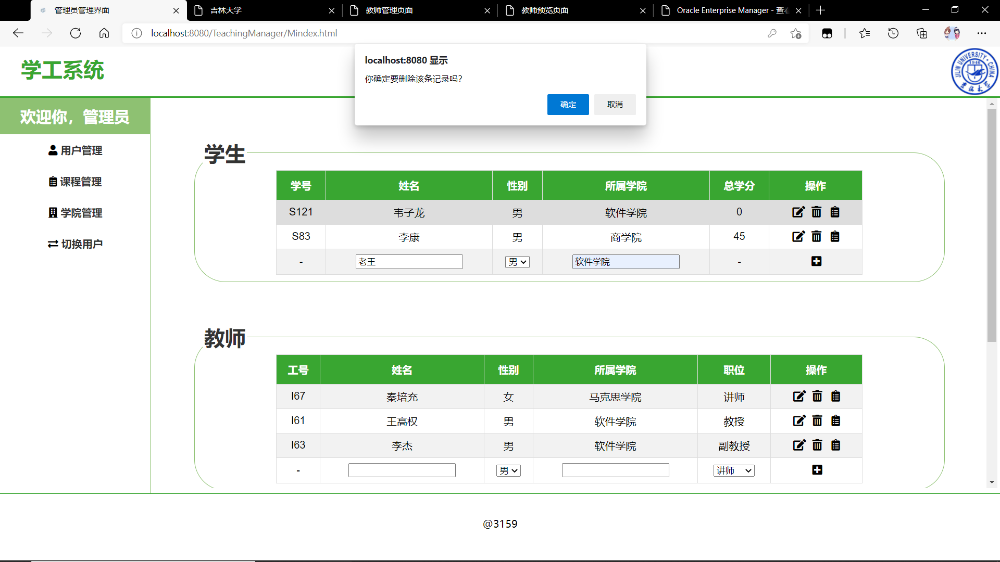 管理员管理界面
吉林大学
教师管理页面
教师预览页面
Oracle Enterprise Manager - 查看
localhost:8080/TeachingManager/Mindex.html
localhost:8080 显示
你确定要删除该条记录吗?
确定 取消
学工系统
JILIN UNIVERSITY · CHINA
1946
吉林大学
欢迎你，管理员
用户管理
课程管理
学院管理
切换用户
学生
学号 姓名 性别 所属学院 总学分 操作
S121 韦子龙 男 软件学院 0
S83 李康 男 商学院 45
- 老王 男 软件学院 -
教师
工号 姓名 性别 所属学院 职位 操作
I67 秦培充 女 马克思学院 讲师
I61 王高权 男 软件学院 教授
I63 李杰 男 软件学院 副教授
- 男 讲师
@3159